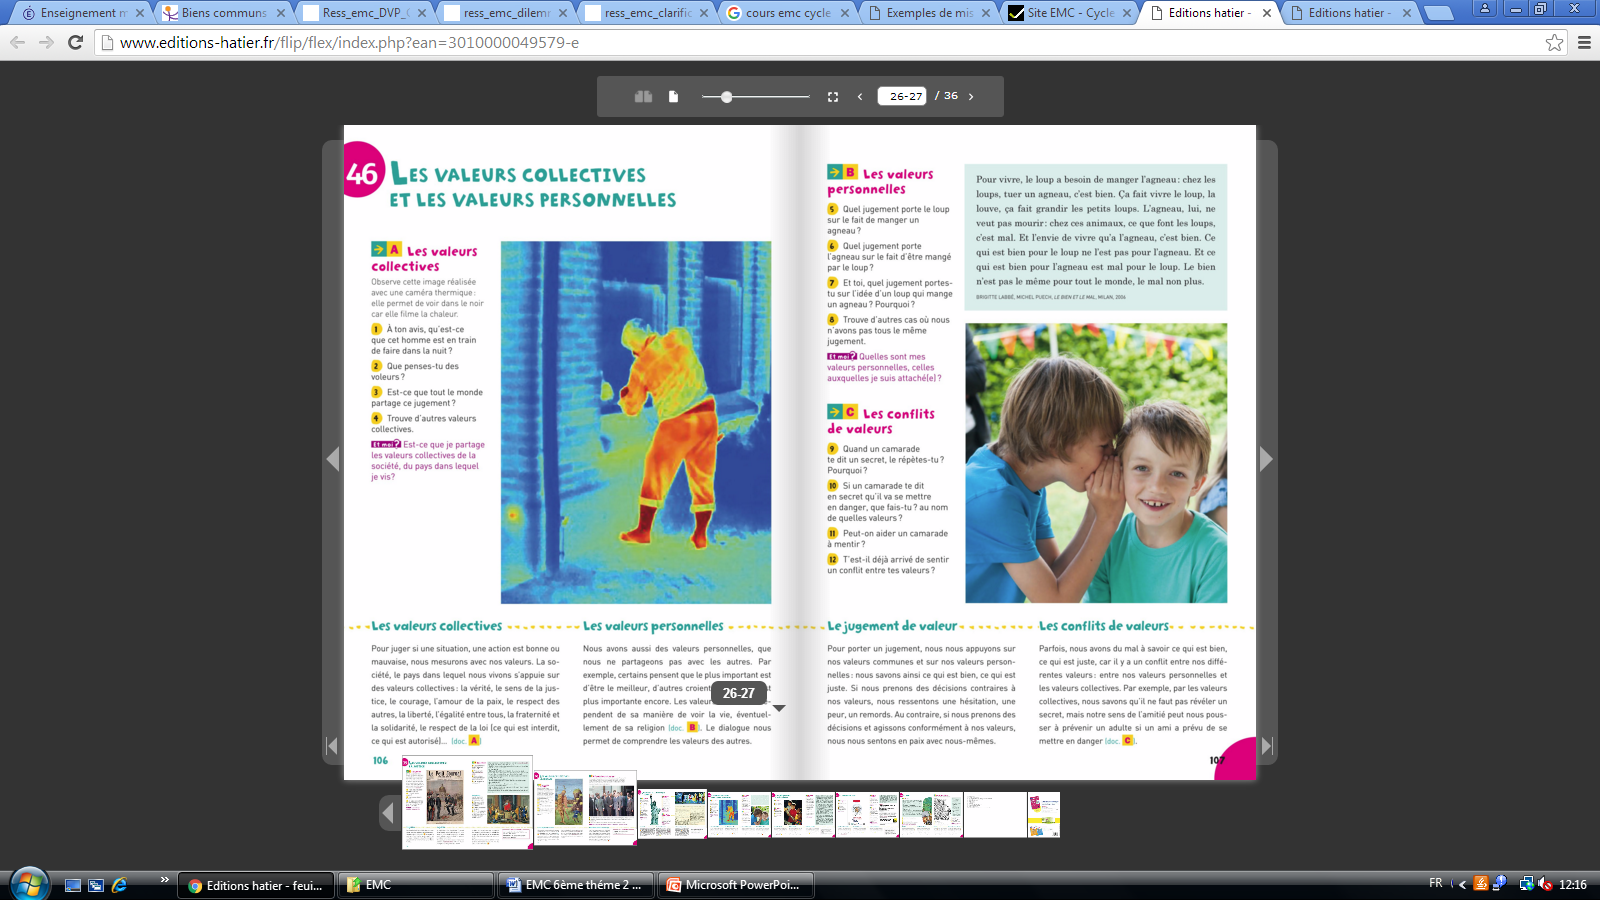 Enseignement m
Biens communs
Ress_emc_DVP_
ress_emc_dilem
ress_emc_clarific
cours emc cycle
Exemples de mis
Site EMC - Cycle
Editions hatier -
Editions hatier -
www.editions-hatier.fr/flip/flex/index.php?ean=3010000049579-e
26-27 / 36
46
LES VALEURS COLLECTIVES
ET LES VALEURS PERSONNELLES
A Les valeurs
collectives
Observe cette image réalisée
avec une caméra thermique :
elle permet de voir dans le noir
car elle filme la chaleur.
1 À ton avis, qu'est-ce
que cet homme est en train
de faire dans la nuit ?
2 Que penses-tu des
voleurs ?
3 Est-ce que tout le monde
partage ce jugement ?
4 Trouve d'autres valeurs
collectives.
Et moi ? Est-ce que je partage
les valeurs collectives de la
société, du pays dans lequel
je vis?
B Les valeurs
personnelles
5 Quel jugement porte le loup
sur le fait de manger un
agneau ?
6 Quel jugement porte
l'agneau sur le fait d'être mangé
par le loup ?
7 Et toi, quel jugement portes-
tu sur l'idée d'un loup qui mange
un agneau ? Pourquoi ?
8 Trouve d'autres cas où nous
n'avons pas tous le même
jugement.
Et moi ? Quelles sont mes
valeurs personnelles, celles
auxquelles je suis attaché(e) ?
Pour vivre, le loup a besoin de manger l'agneau : chez les
loups, tuer un agneau, c'est bien. Ça fait vivre le loup, la
louve, ça fait grandir les petits loups. L'agneau, lui, ne
veut pas mourir : chez ces animaux, ce que font les loups,
c'est mal. Et l'envie de vivre qu'a l'agneau, c'est bien. Ce
qui est bien pour le loup ne l'est pas pour l'agneau. Et ce
qui est bien pour l'agneau est mal pour le loup. Le bien
n'est pas le même pour tout le monde, le mal non plus.
BRIGITTE LABBÉ, MICHEL PUECH, LE BIEN ET LE MAL, MILAN, 2006
C Les conflits
de valeurs
9 Quand un camarade
te dit un secret, le répètes-tu ?
Pourquoi ?
10 Si un camarade te dit
en secret qu'il va se mettre
en danger, que fais-tu ? au nom
de quelles valeurs ?
11 Peut-on aider un camarade
à mentir ?
12 T'est-il déjà arrivé de sentir
un conflit entre tes valeurs ?
Les valeurs collectives
Pour juger si une situation, une action est bonne ou
mauvaise, nous mesurons avec nos valeurs. La so-
ciété, le pays dans lequel nous vivons s'appuie sur
des valeurs collectives : la vérité, le sens de la jus-
tice, le courage, l'amour de la paix, le respect des
autres, la liberté, l'égalité entre tous, la fraternité et
la solidarité, le respect de la loi (ce qui est interdit,
ce qui est autorisé)... (doc. A)
106
Les valeurs personnelles
Nous avons aussi des valeurs personnelles, que
nous ne partageons pas avec les autres. Par
exemple, certains pensent que le plus important est
d'être le meilleur, d'autres croient
plus importante encore. Les valeurs
pendent de sa manière de voir la vie, éventuel-
lement de sa religion (doc. B). Le dialogue nous
permet de comprendre les valeurs des autres.
26-27
Le jugement de valeur
Pour porter un jugement, nous nous appuyons sur
nos valeurs communes et sur nos valeurs person-
nelles : nous savons ainsi ce qui est bien, ce qui est
juste. Si nous prenons des décisions contraires à
nos valeurs, nous ressentons une hésitation, une
peur, un remords. Au contraire, si nous prenons des
décisions et agissons conformément à nos valeurs,
nous nous sentons en paix avec nous-mêmes.
Les conflits de valeurs
Parfois, nous avons du mal à savoir ce qui est bien,
ce qui est juste, car il y a un conflit entre nos diffé-
rentes valeurs : entre nos valeurs personnelles et
les valeurs collectives. Par exemple, par les valeurs
collectives, nous savons qu'il ne faut pas révéler un
secret, mais notre sens de l'amitié peut nous pous-
ser à prévenir un adulte si un ami a prévu de se
mettre en danger (doc. C).
107
Le Petit Journal
Editions hatier - feui...
EMC
EMC 6ème théme 2 ...
Microsoft PowerPoi...
FR
12:16